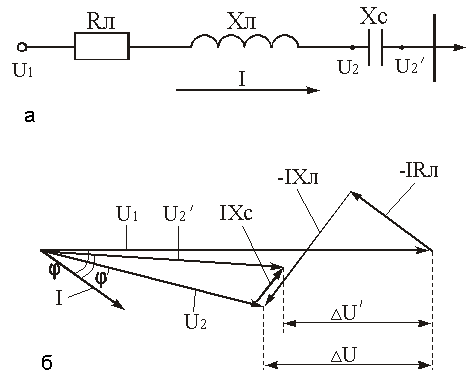 Rл Xл Xc
U₁ U₂ U₂′
I
а
-IXл -IRл
U₁ U₂′ IXc
φ φ′
I
U₂ ΔU′
ΔU
б